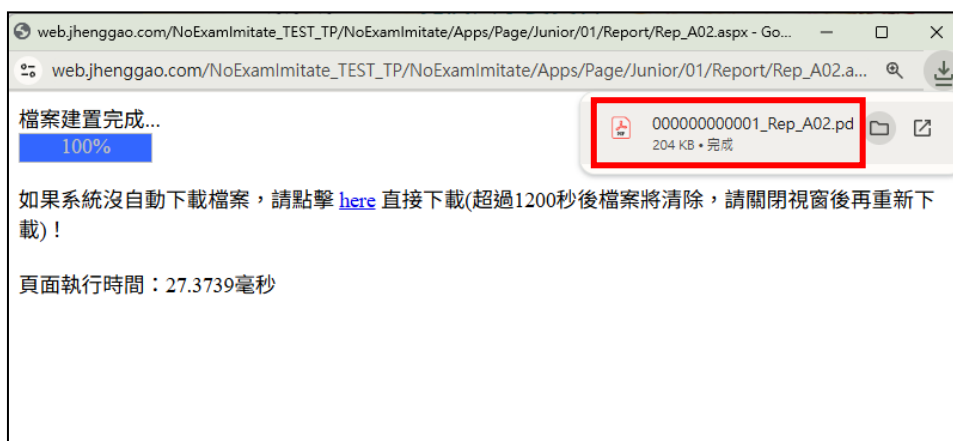 web.jhenggao.com/NoExamImitate_TEST_TP/NoExamImitate/Apps/Page/Junior/01/Report/Rep_A02.aspx - Go...
web.jhenggao.com/NoExamImitate_TEST_TP/NoExamImitate/Apps/Page/Junior/01/Report/Rep_A02.a...
檔案建置完成...
100%
000000000001_Rep_A02.pd
204 KB • 完成
如果系統沒自動下載檔案，請點擊 here 直接下載(超過1200秒後檔案將清除，請關閉視窗後再重新下
載)！
頁面執行時間：27.3739毫秒